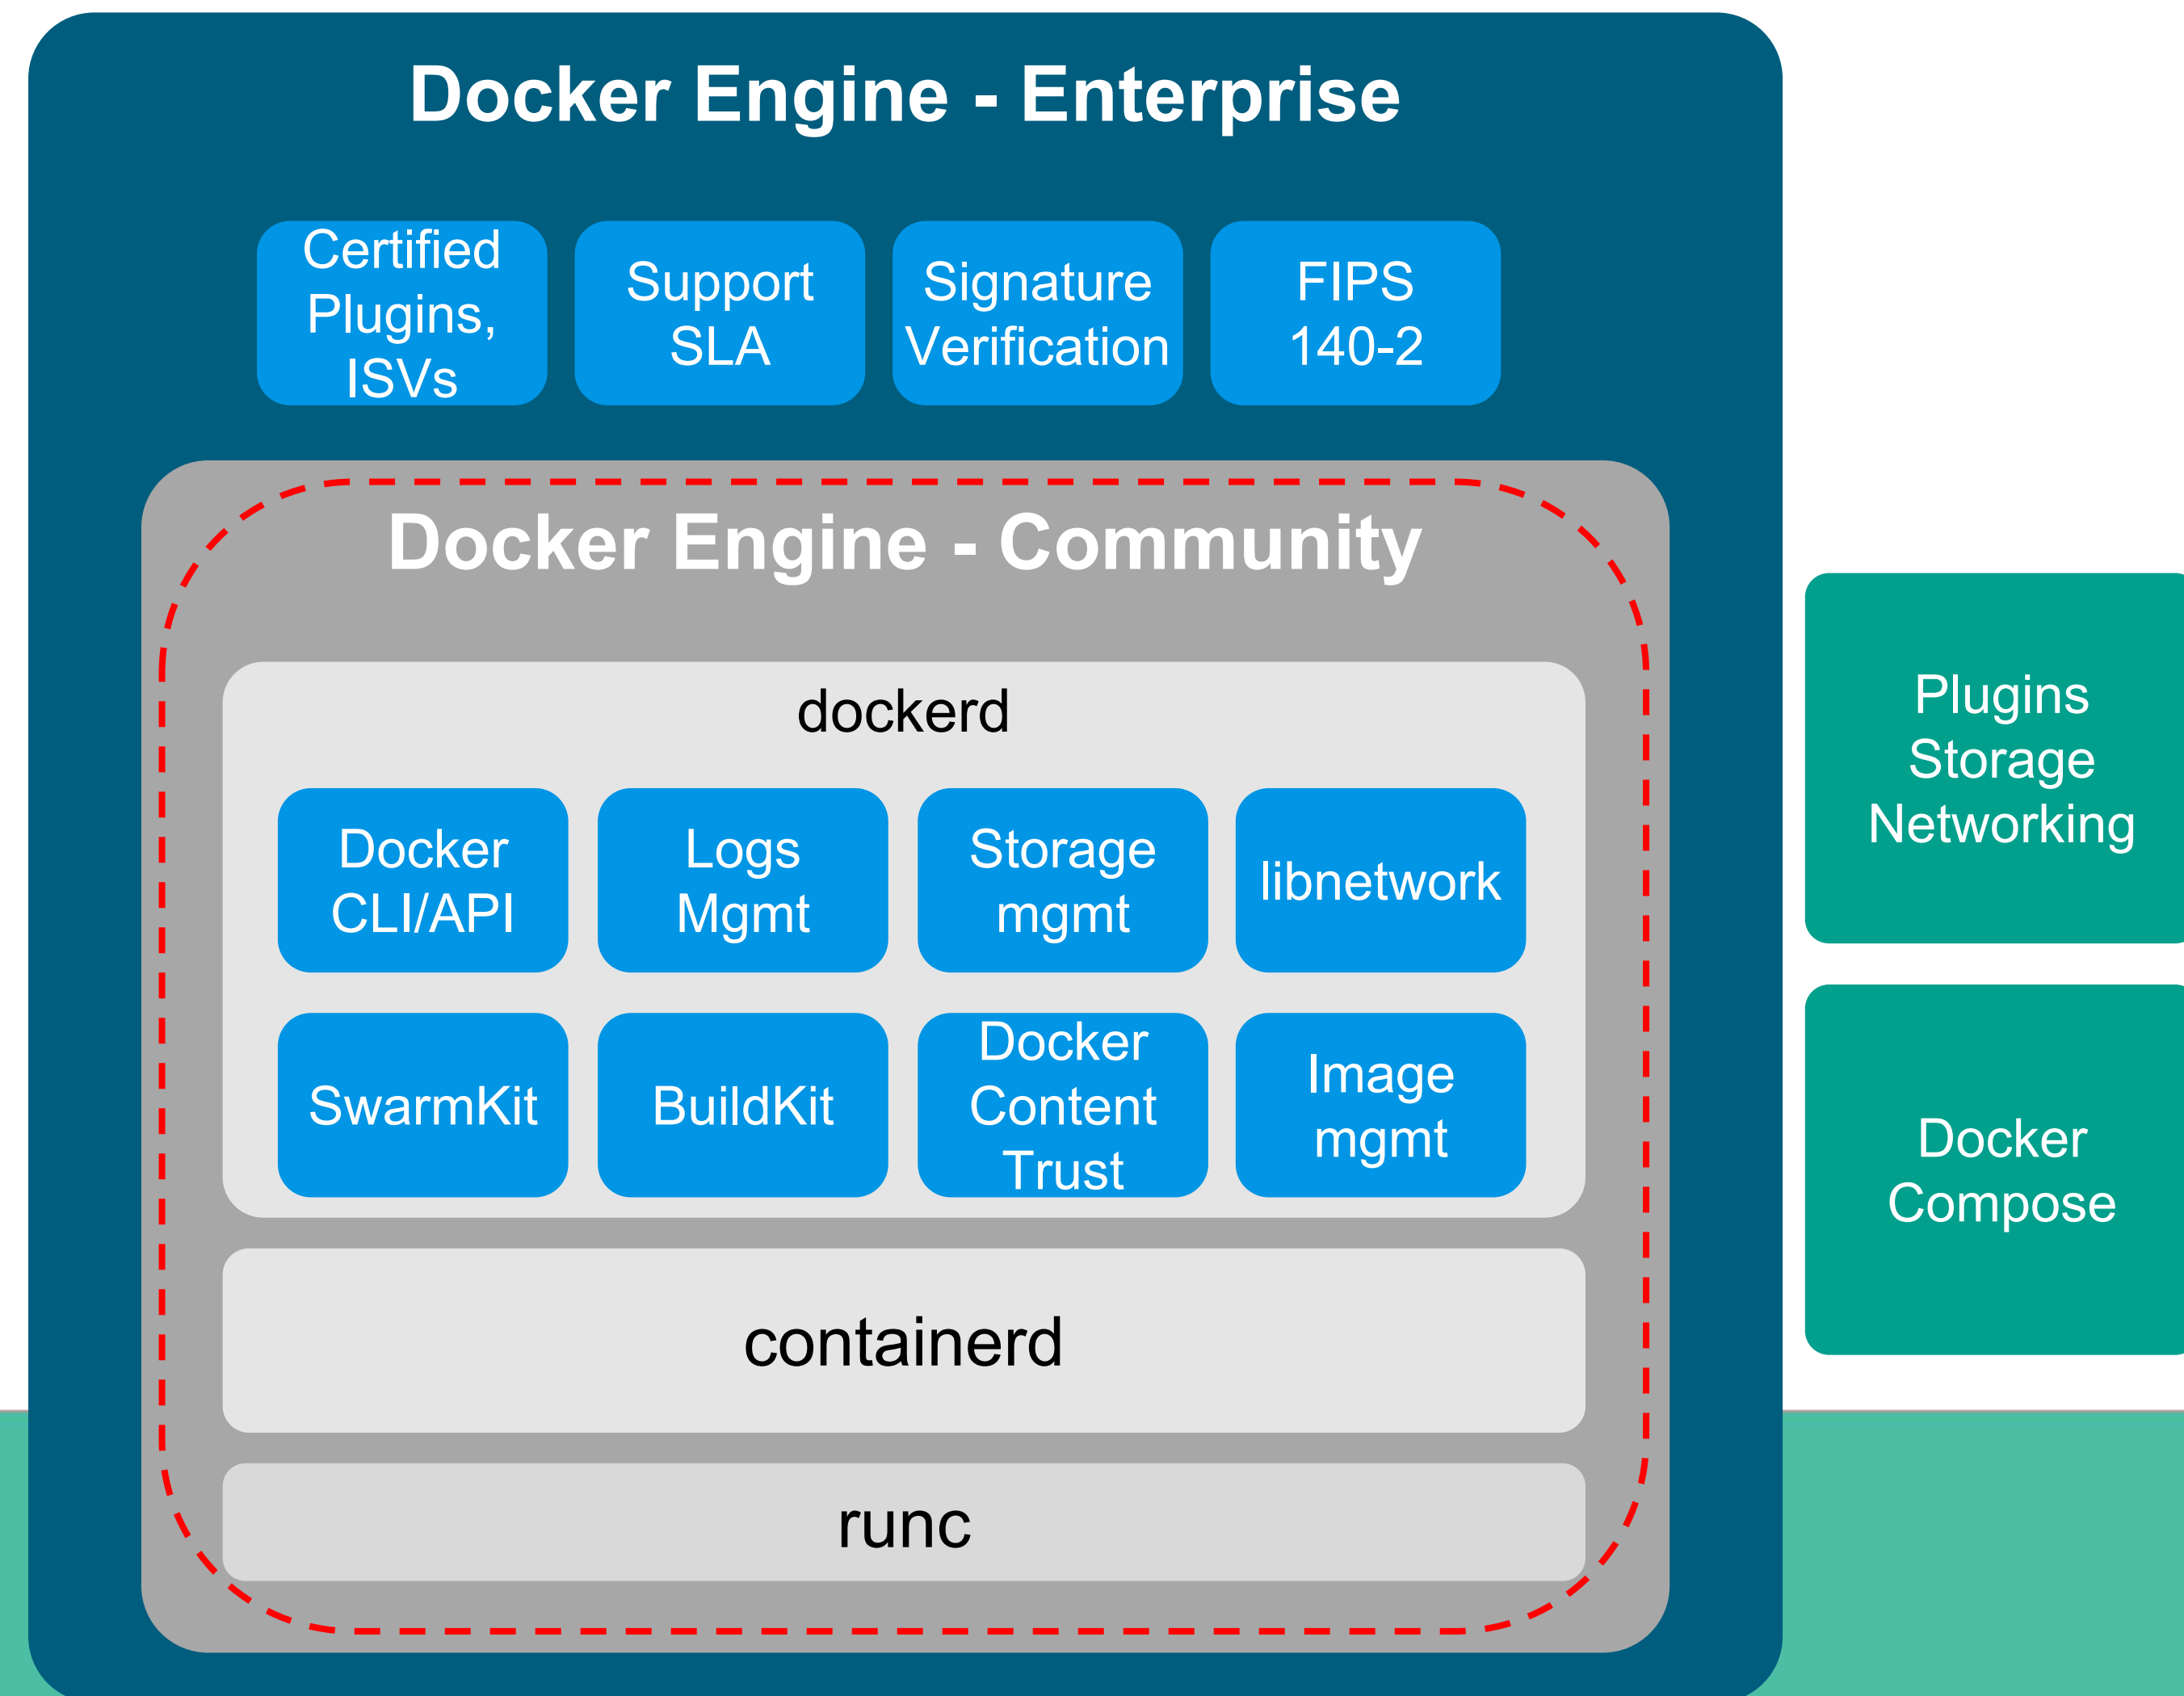 Docker Engine - Enterprise
Certified
Plugins,
ISVs
Support
SLA
Signature
Verification
FIPS
140-2
Docker Engine - Community
dockerd
Docker
CLI/API
Logs
Mgmt
Storage
mgmt
libnetwork
SwarmKit
BuildKit
Docker
Content
Trust
Image
mgmt
containerd
runc
Plugins
Storage
Networking
Docker
Compose